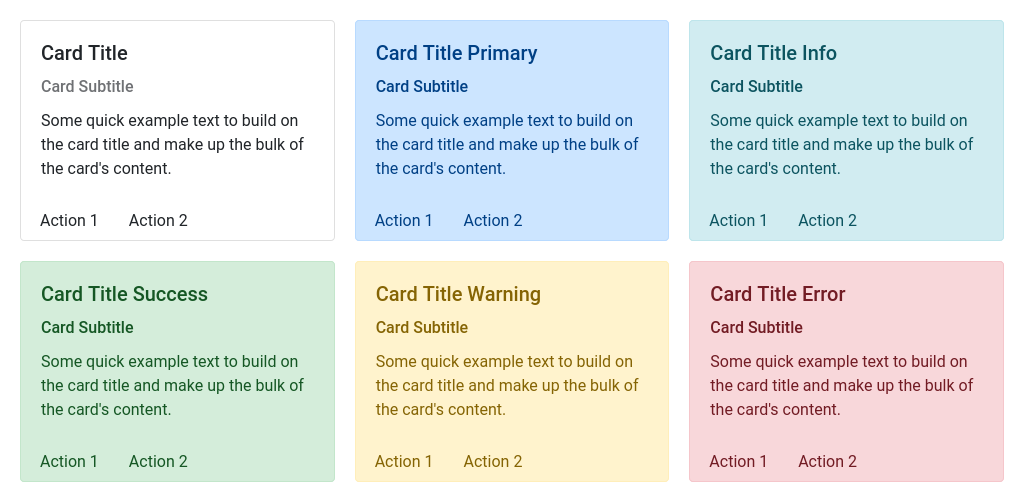 Card Title
Card Subtitle
Some quick example text to build on
the card title and make up the bulk of
the card's content.
Action 1 Action 2
Card Title Primary
Card Subtitle
Some quick example text to build on
the card title and make up the bulk of
the card's content.
Action 1 Action 2
Card Title Info
Card Subtitle
Some quick example text to build on
the card title and make up the bulk of
the card's content.
Action 1 Action 2
Card Title Success
Card Subtitle
Some quick example text to build on
the card title and make up the bulk of
the card's content.
Action 1 Action 2
Card Title Warning
Card Subtitle
Some quick example text to build on
the card title and make up the bulk of
the card's content.
Action 1 Action 2
Card Title Error
Card Subtitle
Some quick example text to build on
the card title and make up the bulk of
the card's content.
Action 1 Action 2